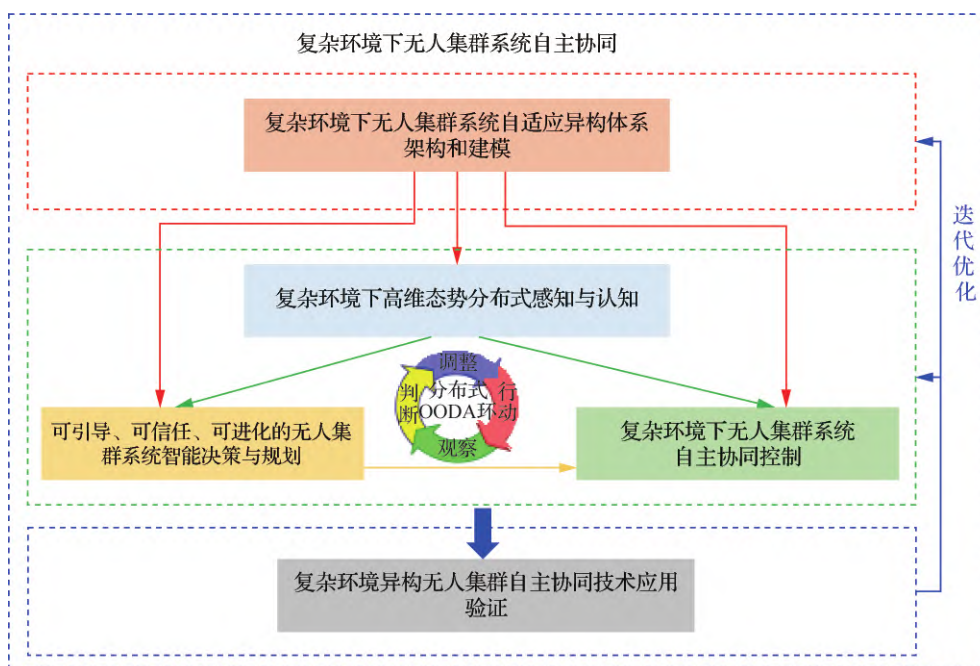 复杂环境下无人集群系统自主协同
复杂环境下无人集群系统自适应异构体系
架构和建模
迭代优化
复杂环境下高维态势分布式感知与认知
调整
判断
分布式
OODA环
行动
观察
可引导、可信任、可进化的无人集
群系统智能决策与规划
复杂环境下无人集群系统
自主协同控制
复杂环境异构无人集群自主协同技术应用
验证